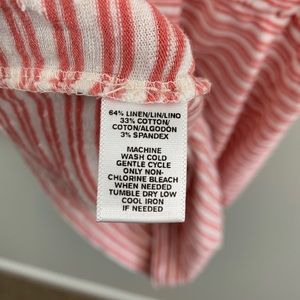 64% LINEN/LIN/LINO
33% COTTON/
COTON/ALGODON
3% SPANDEX
MACHINE
WASH COLD
GENTLE CYCLE
ONLY NON-
CHLORINE BLEACH
WHEN NEEDED
TUMBLE DRY LOW
COOL IRON
IF NEEDED